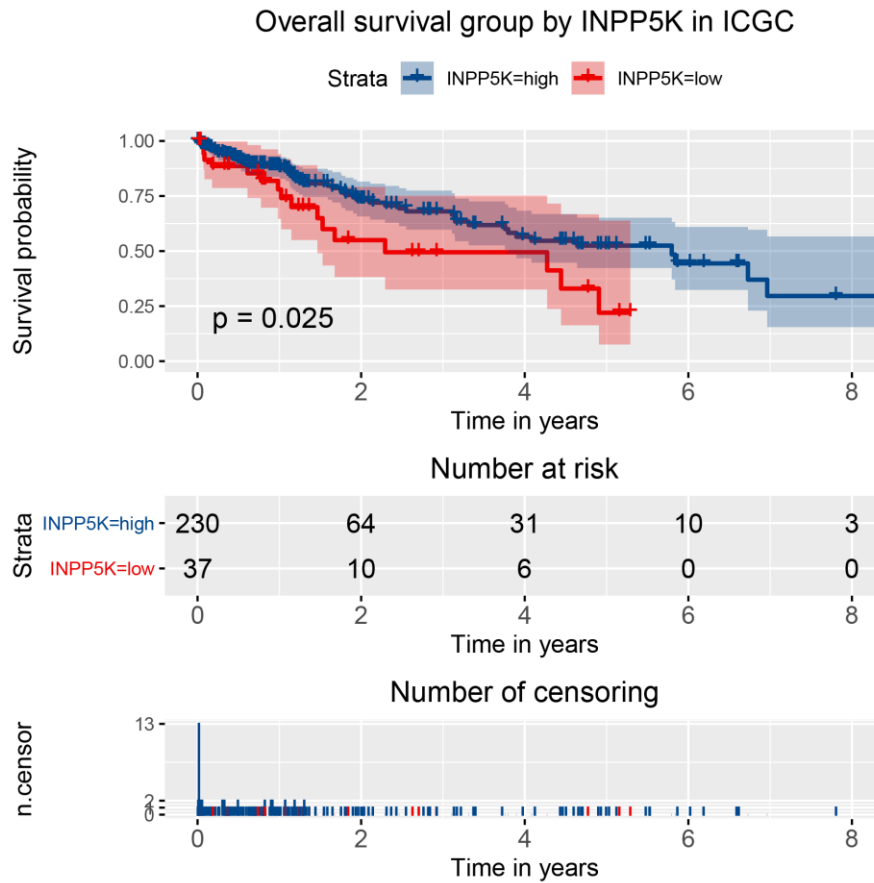 Overall survival group by INPP5K in ICGC
Strata INPP5K=high INPP5K=low
Survival probability
1.00
0.75
0.50
0.25
0.00
p = 0.025
0 2 4 6 8
Time in years
Number at risk
Strata
INPP5K=high 230 64 31 10 3
INPP5K=low 37 10 6 0 0
0 2 4 6 8
Time in years
Number of censoring
n.censor
13
2
1
0
0 2 4 6 8
Time in years